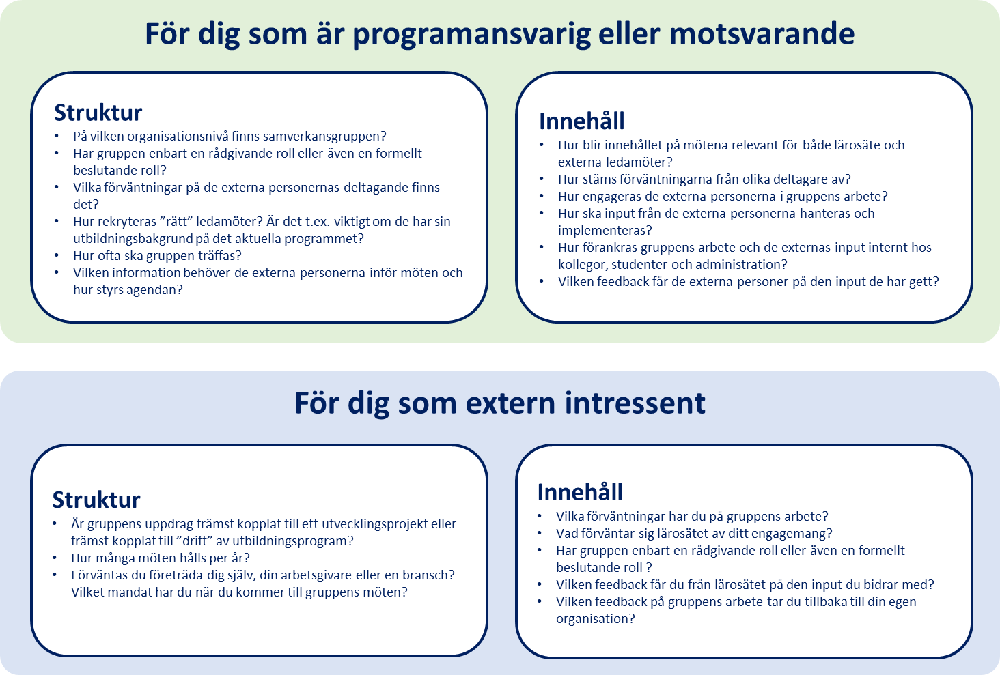 För dig som är programansvarig eller motsvarande
Struktur
• På vilken organisationsnivå finns samverkansgruppen?
• Har gruppen enbart en rådgivande roll eller även en formellt
beslutande roll?
• Vilka förväntningar på de externa personernas deltagande finns
det?
• Hur rekryteras ”rätt” ledamöter? Är det t.ex. viktigt om de har sin
utbildningsbakgrund på det aktuella programmet?
• Hur ofta ska gruppen träffas?
• Vilken information behöver de externa personerna inför möten och
hur styrs agendan?
Innehåll
• Hur blir innehållet på mötena relevant för både lärosäte och
externa ledamöter?
• Hur stäms förväntningarna från olika deltagare av?
• Hur engageras de externa personerna i gruppens arbete?
• Hur ska input från de externa personerna hanteras och
implementeras?
• Hur förankras gruppens arbete och de externas input internt hos
kollegor, studenter och administration?
• Vilken feedback får de externa personer på den input de har gett?
För dig som extern intressent
Struktur
• Är gruppens uppdrag främst kopplat till ett utvecklingsprojekt eller
främst kopplat till ”drift” av utbildningsprogram?
• Hur många möten hålls per år?
• Förväntas du företräda dig själv, din arbetsgivare eller en bransch?
Vilket mandat har du när du kommer till gruppens möten?
Innehåll
• Vilka förväntningar har du på gruppens arbete?
• Vad förväntar sig lärosätet av ditt engagemang?
• Har gruppen enbart en rådgivande roll eller även en formellt
beslutande roll ?
• Vilken feedback får du från lärosätet på den input du bidrar med?
• Vilken feedback på gruppens arbete tar du tillbaka till din egen
organisation?